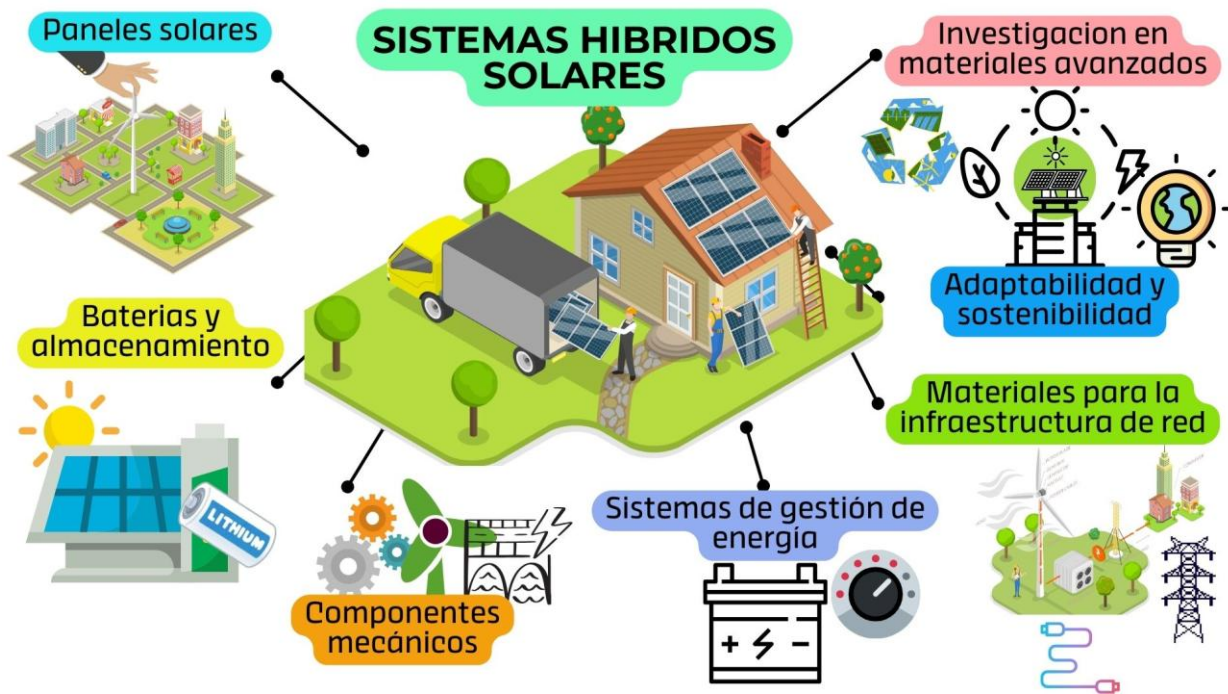 Paneles solares
SISTEMAS HIBRIDOS
SOLARES
Investigacion en
materiales avanzados
Adaptabilidad y
sostenibilidad
Baterias y
almacenamiento
LITHIUM
Materiales para la
infraestructura de red
Sistemas de gestión de
energía
Componentes
mecánicos
+ -